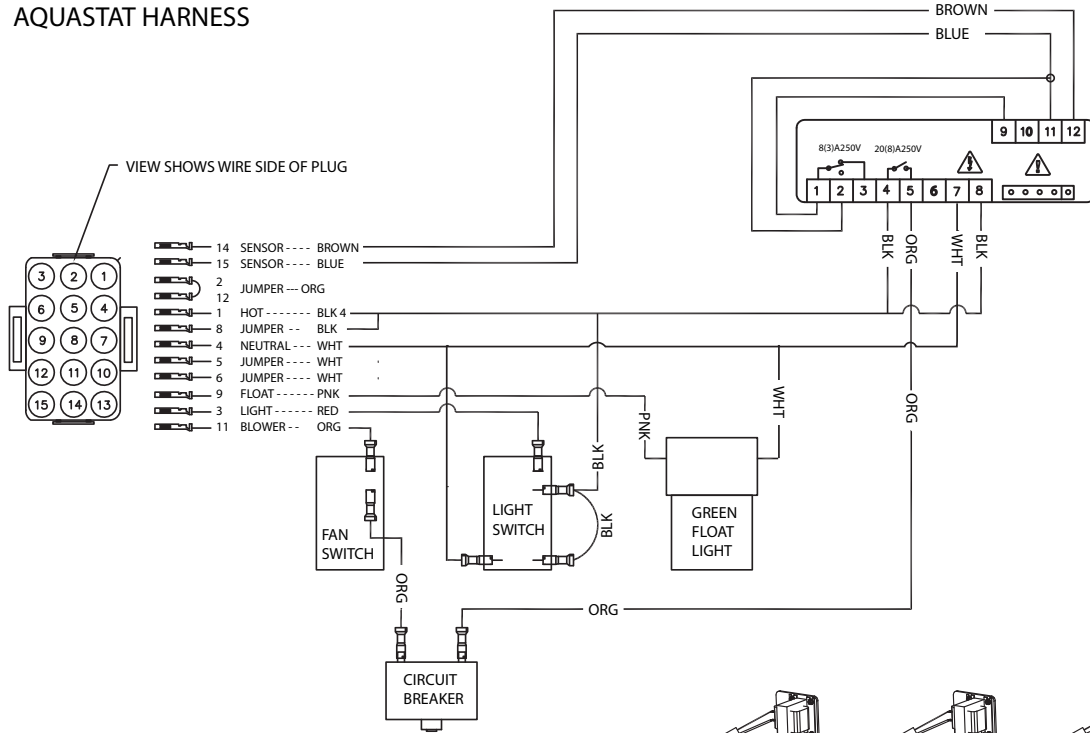 AQUASTAT HARNESS
BROWN
BLUE
9 10 11 12
8(3)A250V 20(8)A250V
1 2 3 4 5 6 7 8
VIEW SHOWS WIRE SIDE OF PLUG
BLK
ORG
WHT
BLK
3 2 1
6 5 4
9 8 7
12 11 10
15 14 13
14 SENSOR - - - - BROWN
15 SENSOR - - - - BLUE
2
JUMPER --- ORG
12
1 HOT - - - - - - - BLK 4
8 JUMPER - - BLK
4 NEUTRAL - - - WHT
5 JUMPER - - - - WHT
6 JUMPER - - - - WHT
9 FLOAT - - - - - - PNK
3 LIGHT - - - - - - RED
11 BLOWER - - ORG
PNK
WHT
ORG
BLK
BLK
FAN
SWITCH
LIGHT
SWITCH
GREEN
FLOAT
LIGHT
ORG
ORG
CIRCUIT
BREAKER